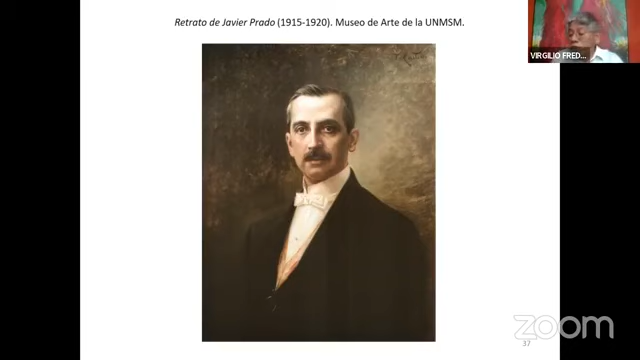 Retrato de Javier Prado (1915-1920). Museo de Arte de la UNMSM.
VIRGILIO FRED...
zoom
37